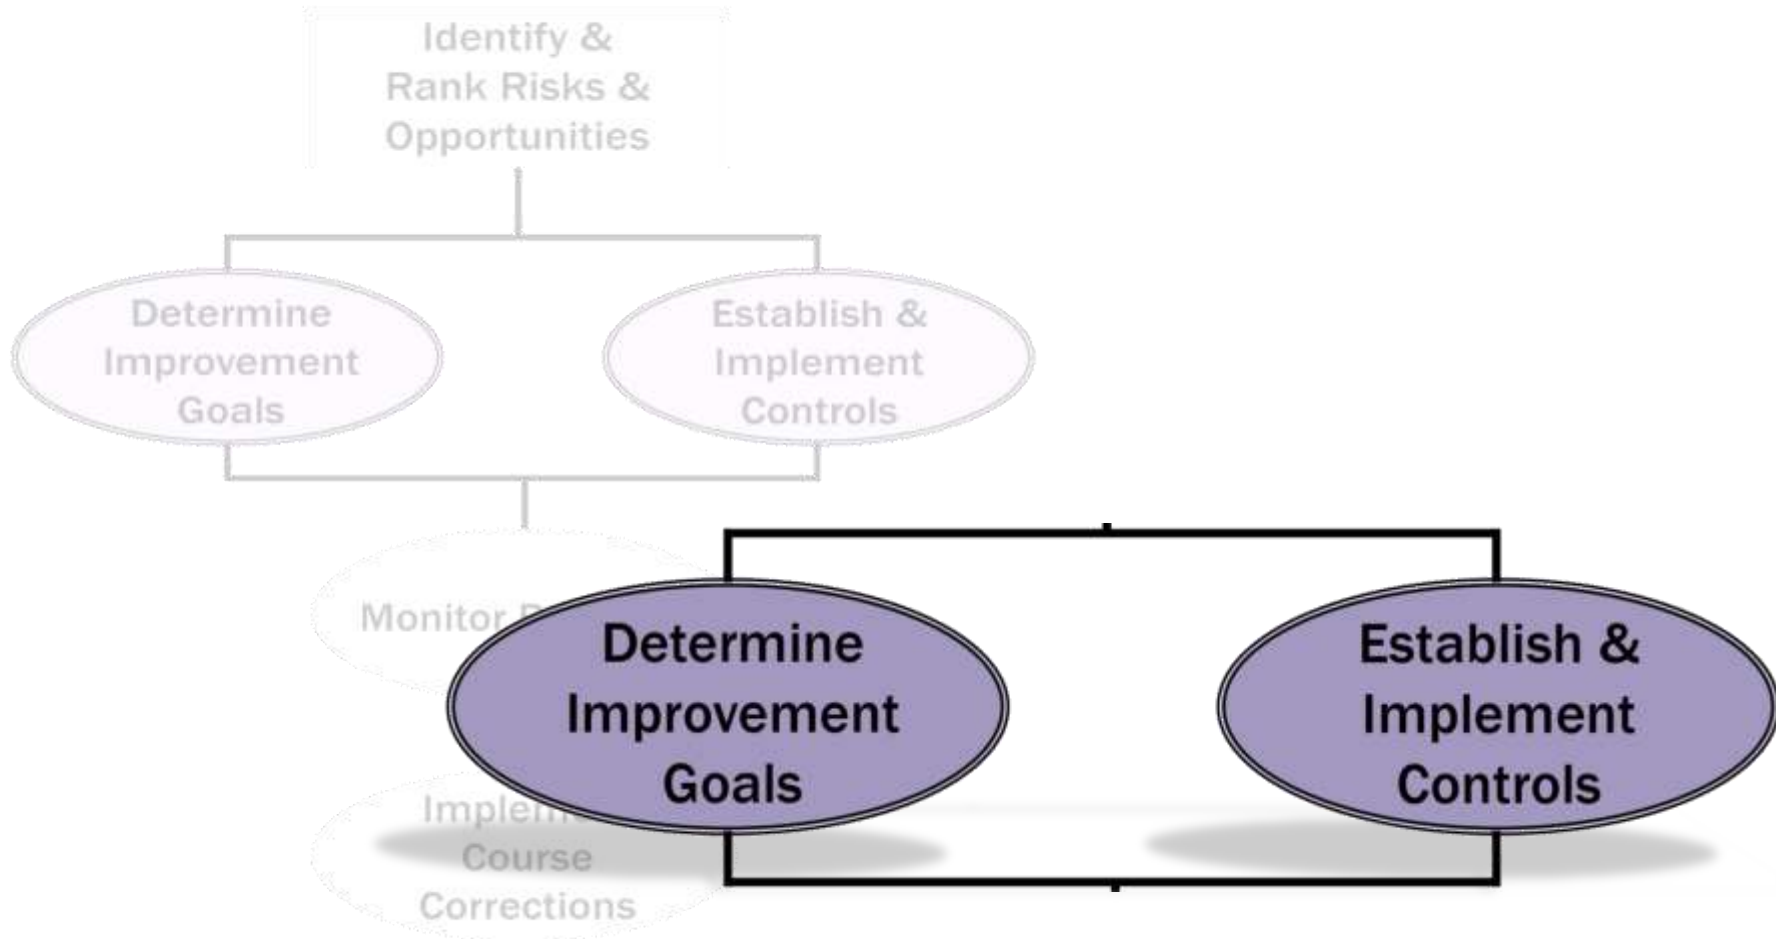 Identify &
Rank Risks &
Opportunities
Determine
Improvement
Goals
Establish &
Implement
Controls
Monitor
Determine
Improvement
Goals
Establish &
Implement
Controls
Course
Corrections